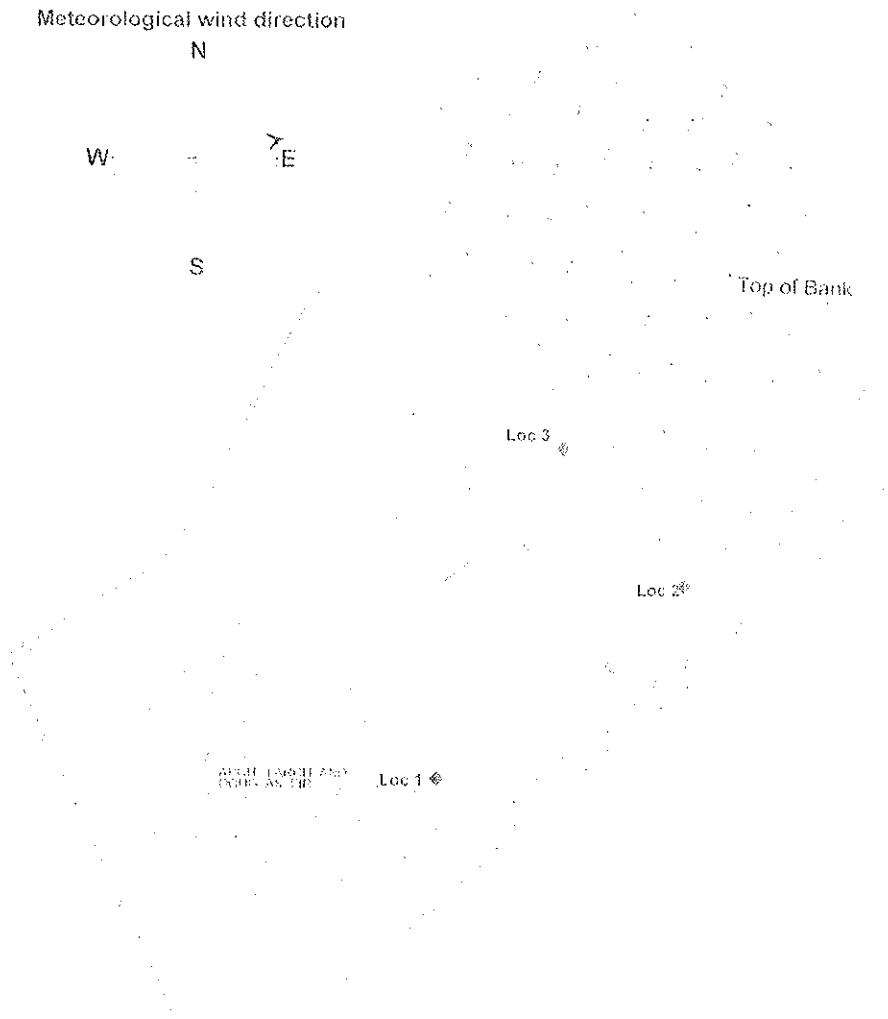 Meteorological wind direction
N
W
E
S
Top of Bank
Loc 3
Loc 2
Loc 1